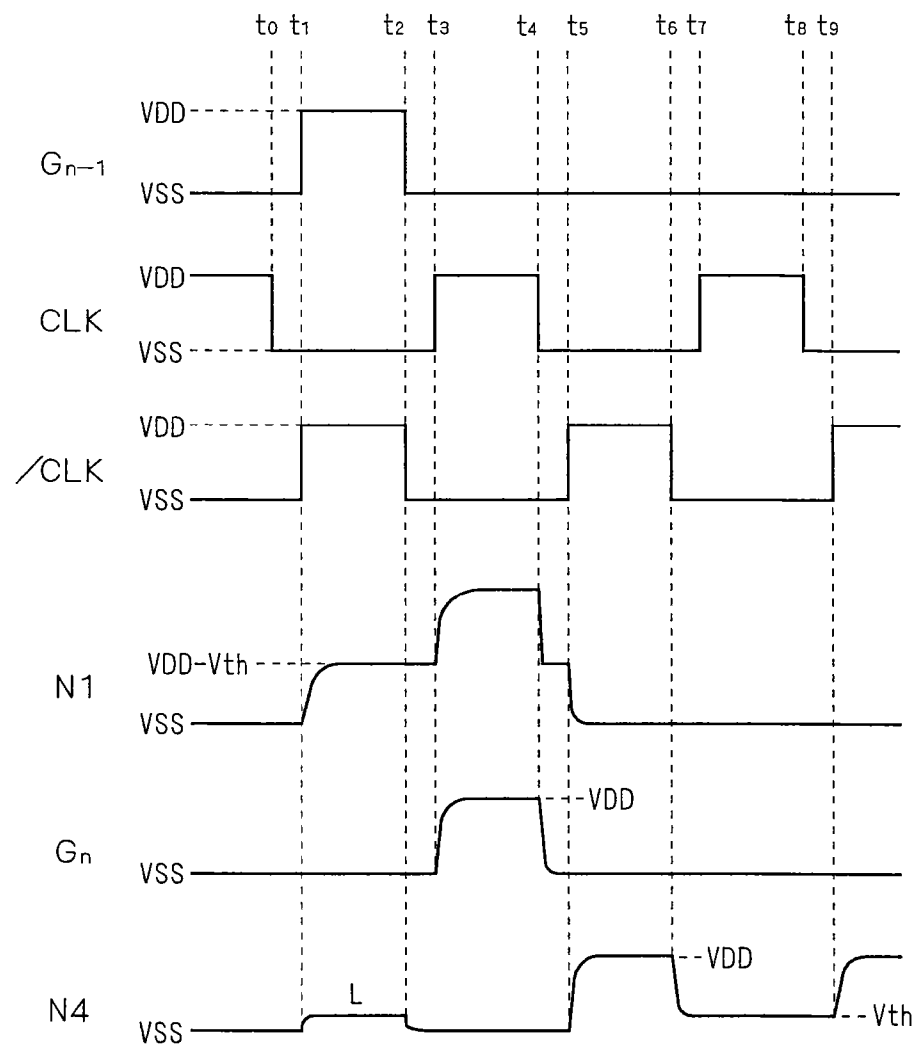 t0 t1 t2 t3 t4 t5 t6 t7 t8 t9
VDD
Gn-1
VSS
VDD
CLK
VSS
VDD
/CLK
VSS
VDD-Vth
N1
VSS
VDD
Gn
VSS
VDD
L
N4
VSS
Vth